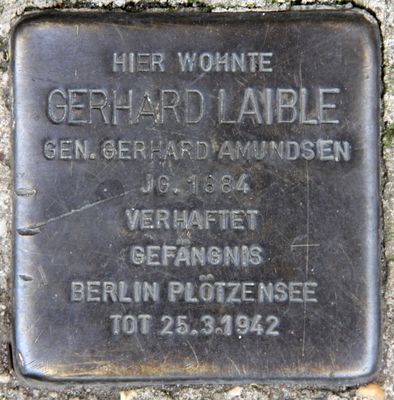 HIER WOHNTE
GERHARD LAIBLE
GEN. GERHARD AMUNDSEN
JG. 1884
VERHAFTET
GEFÄNGNIS
BERLIN PLÖTZENSEE
TOT 25.3.1942